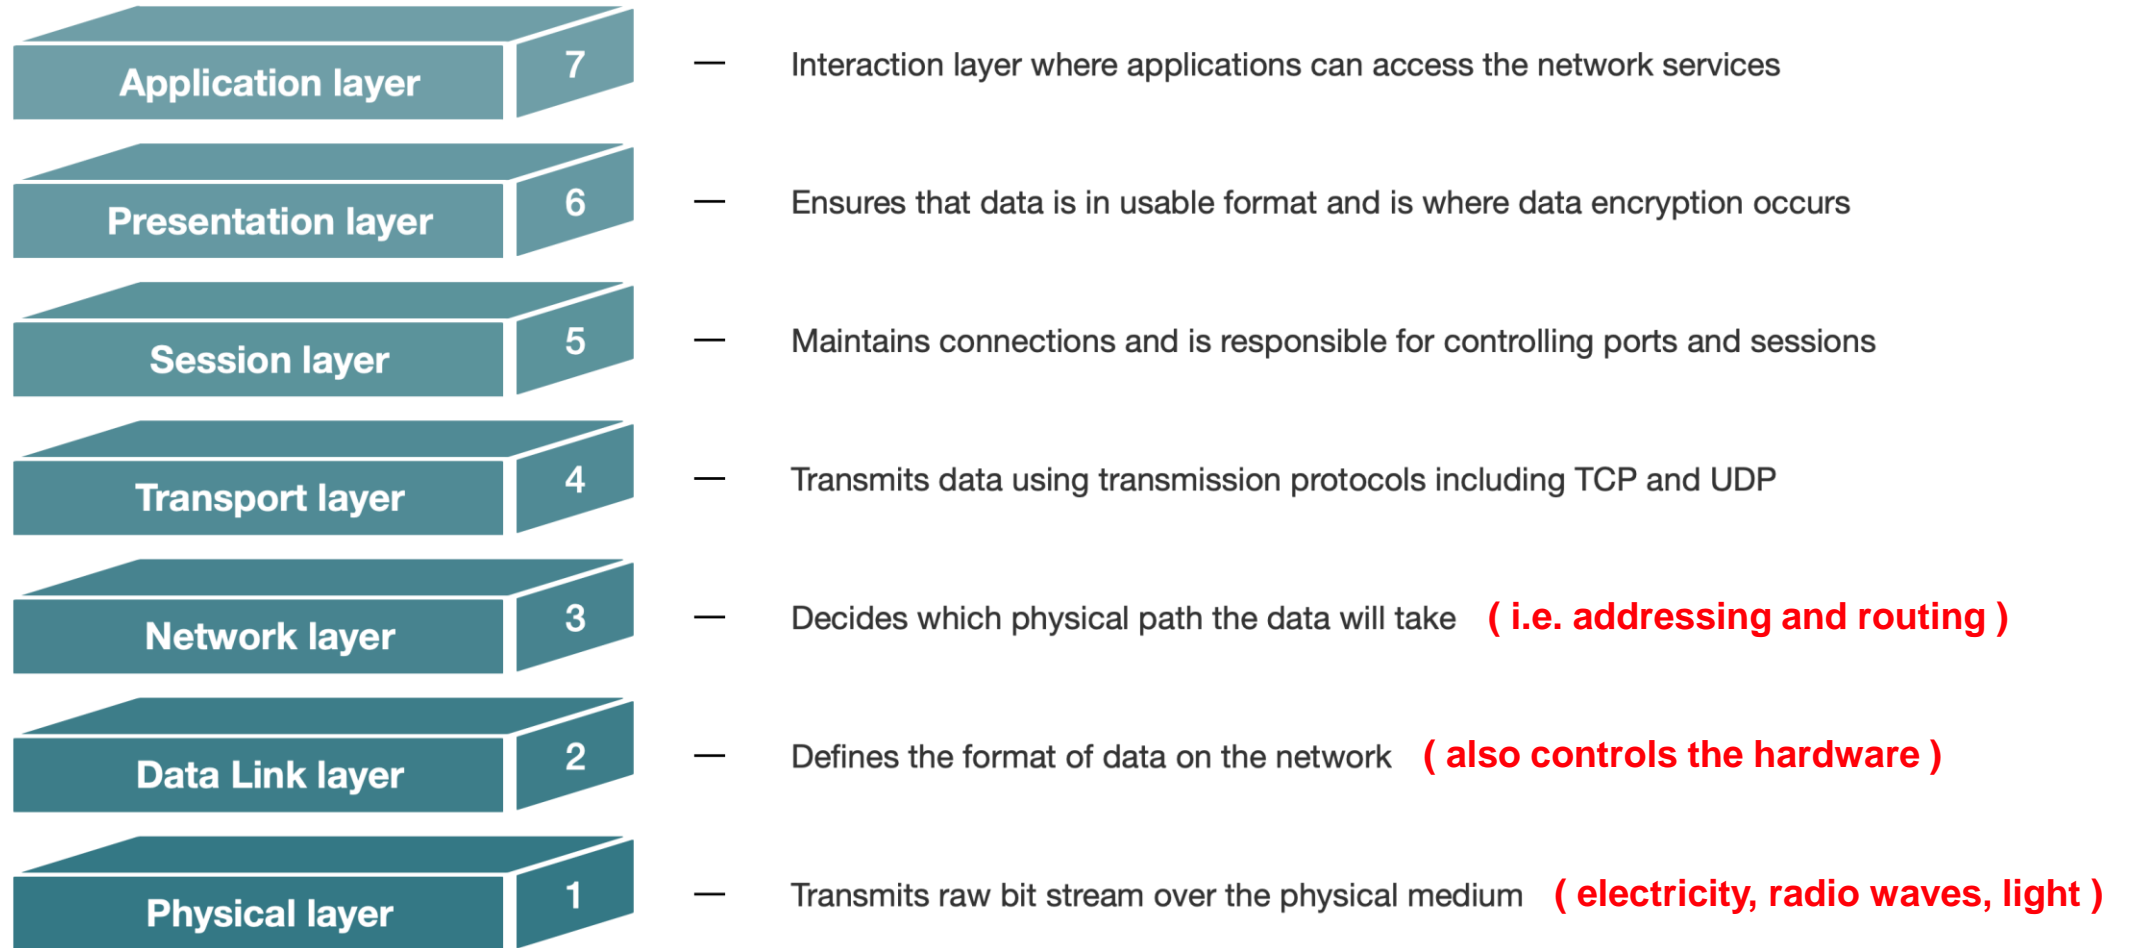 Application layer 7 — Interaction layer where applications can access the network services
Presentation layer 6 — Ensures that data is in usable format and is where data encryption occurs
Session layer 5 — Maintains connections and is responsible for controlling ports and sessions
Transport layer 4 — Transmits data using transmission protocols including TCP and UDP
Network layer 3 — Decides which physical path the data will take ( i.e. addressing and routing )
Data Link layer 2 — Defines the format of data on the network ( also controls the hardware )
Physical layer 1 — Transmits raw bit stream over the physical medium ( electricity, radio waves, light )